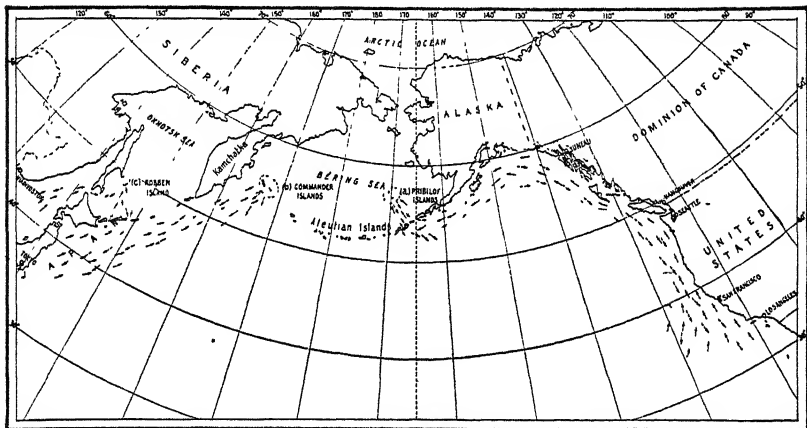 120° 130° 140° 150° 160° 170° 180° 170° 160° 150° 140° 130° 120° 110° 100° 90° 80°
ARCTIC OCEAN
SIBERIA
ALASKA
DOMINION OF CANADA
OKHOTSK SEA
Kamchatka
JUNEAU
BERING SEA
(c) ROBBEN
ISLAND
(b) COMMANDER
ISLANDS
(a) PRIBILOF
ISLANDS
Aleutian Islands
VANCOUVER
SEATTLE
UNITED
STATES
TOKYO
SAN FRANCISCO
LOS ANGELES